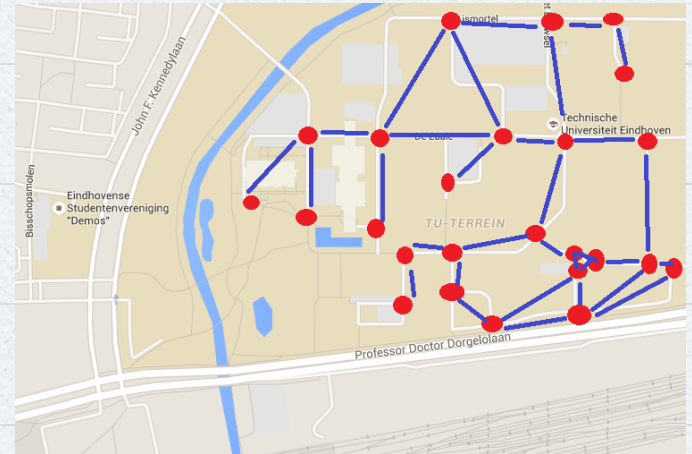 John F. Kennedylaan
Bisschopsmolen
Eindhovense
Studentenvereniging
"Demos"
De Zaale
Technische
Universiteit Eindhoven
TU-TERREIN
Professor Doctor Dorgelolaan